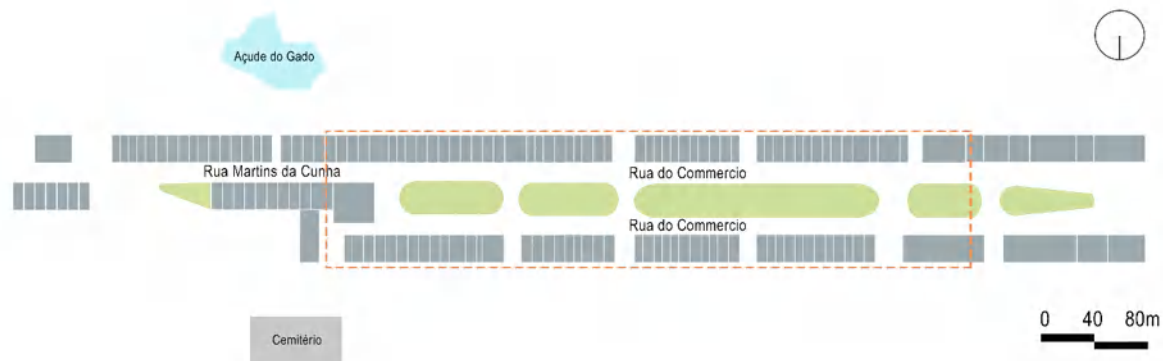 Açude do Gado
Rua Martins da Cunha
Rua do Commercio
Rua do Commercio
Cemitério
0 40 80m